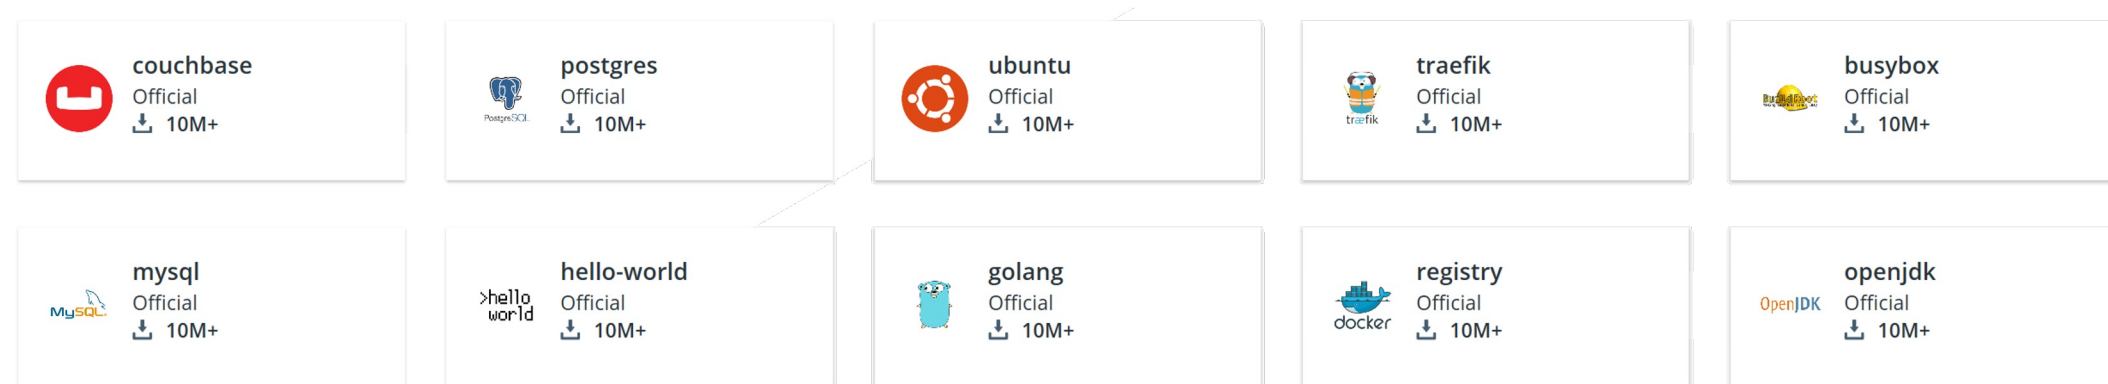 couchbase
Official
10M+
PostgreSQL
postgres
Official
10M+
ubuntu
Official
10M+
træfik
traefik
Official
10M+
busybox
Official
10M+
MySQL
mysql
Official
10M+
>hello
world
hello-world
Official
10M+
golang
Official
10M+
docker
registry
Official
10M+
OpenJDK
openjdk
Official
10M+